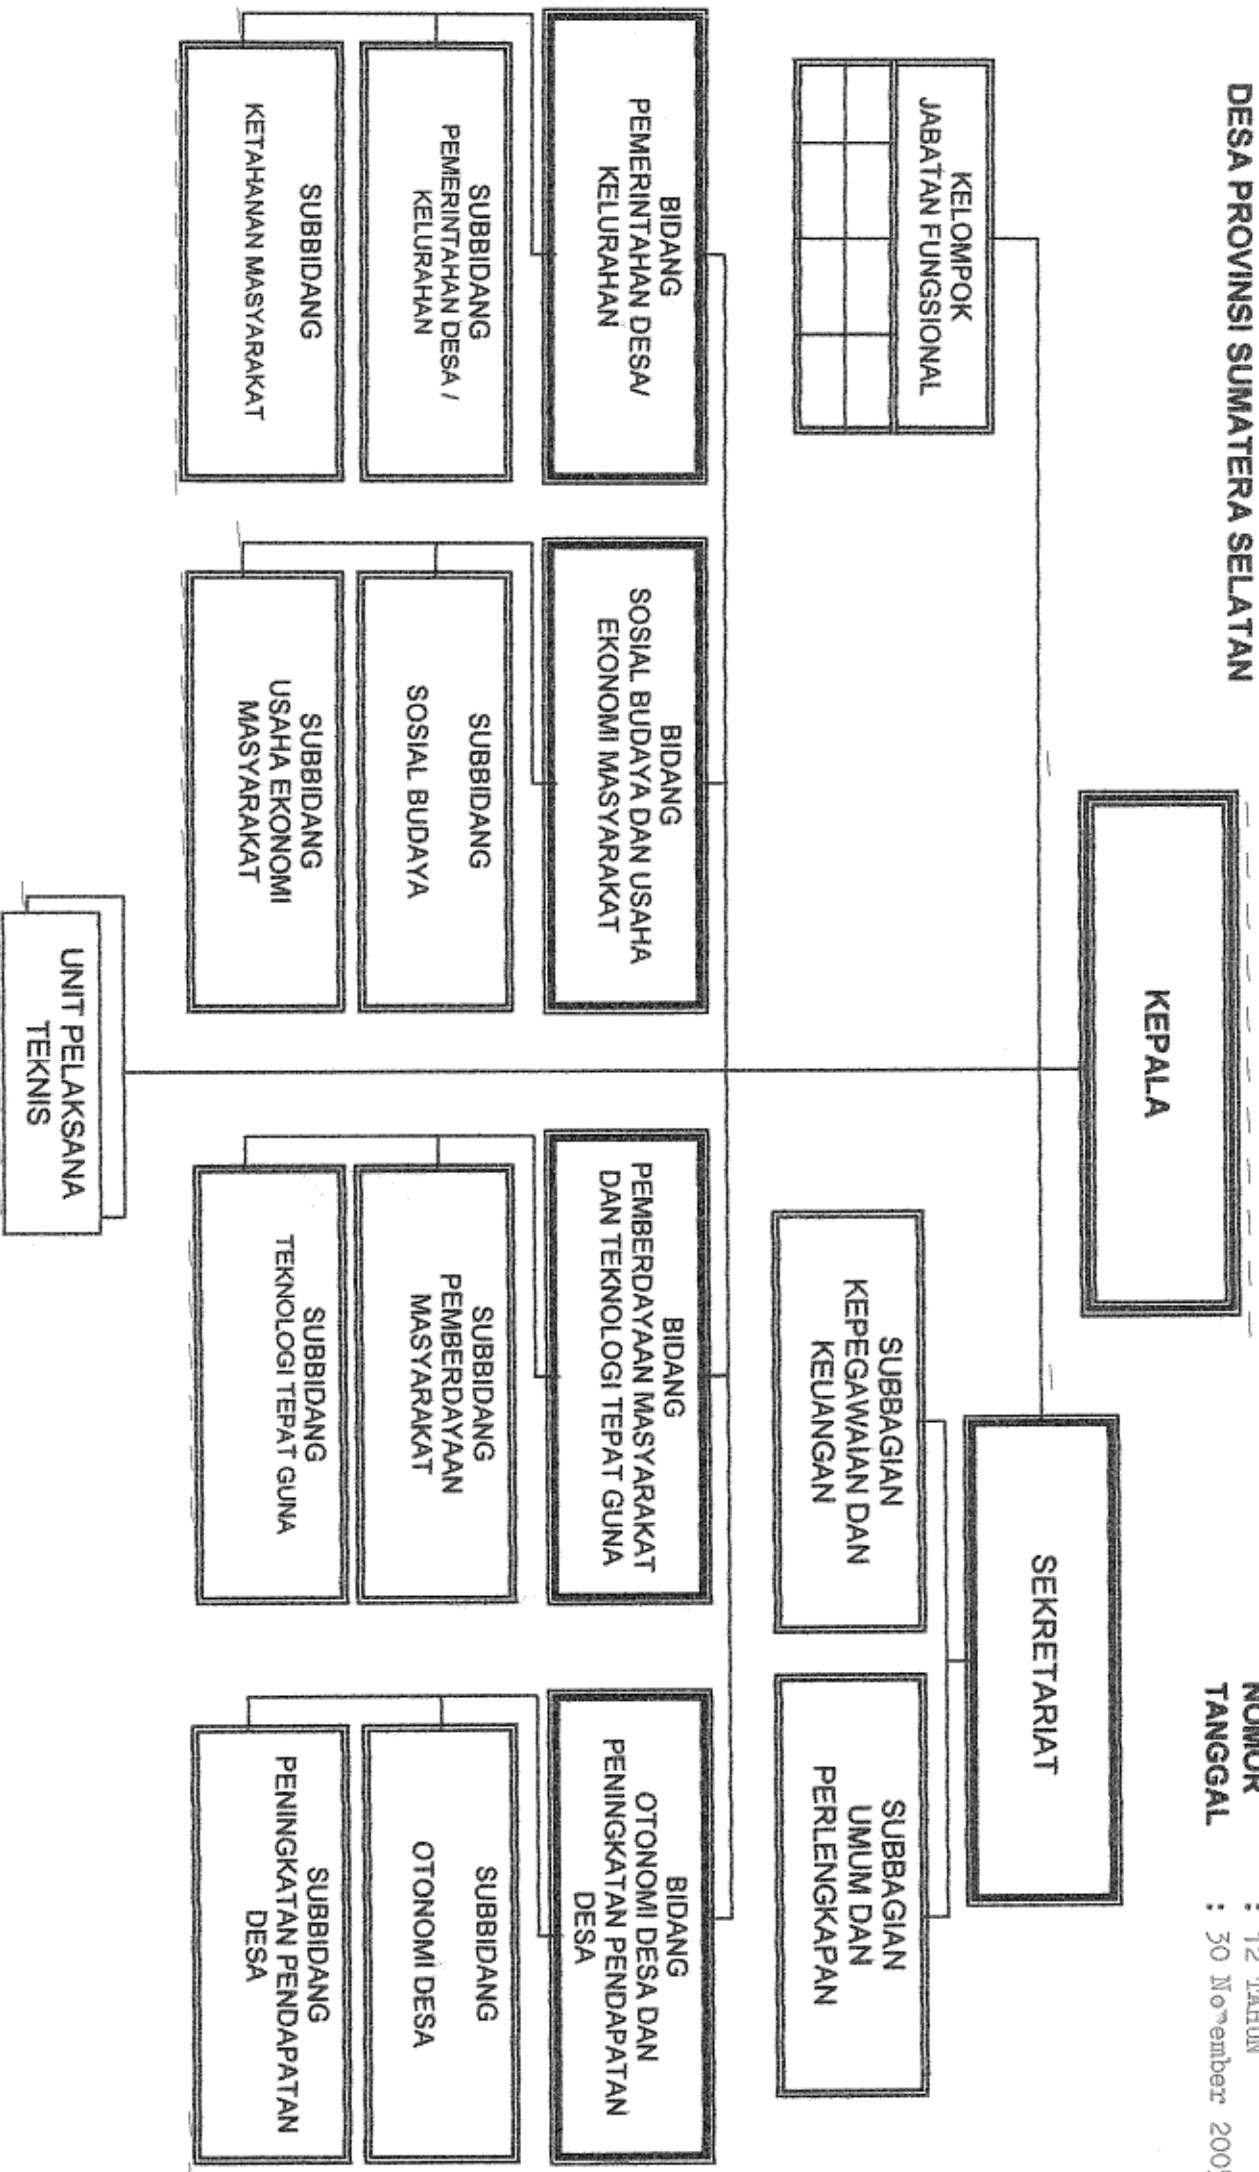 NOMOR : 12 TAHUN
DESA PROVINSI SUMATERA SELATAN
TANGGAL : 30 November
KEPALA
SEKRETARIAT
KELOMPOK
JABATAN FUNGSIONAL
SUBBAGIAN
KEPEGAWAIAN DAN
KEUANGAN
SUBBAGIAN
UMUM DAN
PERLENGKAPAN
BIDANG
PEMERINTAHAN DESA/
KELURAHAN
BIDANG
SOSIAL BUDAYA DAN USAHA
EKONOMI MASYARAKAT
BIDANG
PEMBERDAYAAN MASYARAKAT
DAN TEKNOLOGI TEPAT GUNA
BIDANG
OTONOMI DESA DAN
PENINGKATAN PENDAPATAN
DESA
SUBBIDANG
PEMERINTAHAN DESA /
KELURAHAN
SUBBIDANG
SOSIAL BUDAYA
SUBBIDANG
PEMBERDAYAAN
MASYARAKAT
SUBBIDANG
OTONOMI DESA
SUBBIDANG
KETAHANAN MASYARAKAT
SUBBIDANG
USAHA EKONOMI
MASYARAKAT
SUBBIDANG
TEKNOLOGI TEPAT GUNA
SUBBIDANG
PENINGKATAN PENDAPATAN
DESA
UNIT PELAKSANA
TEKNIS